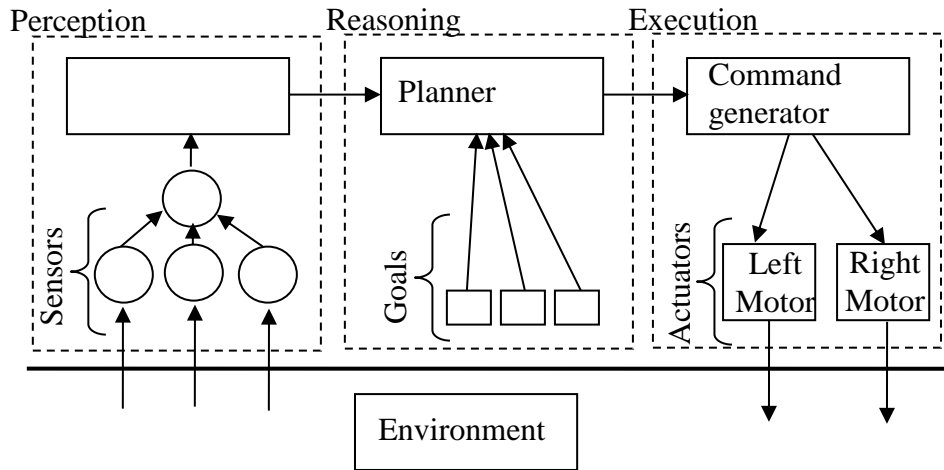 Perception
Reasoning
Execution
Planner
Command
generator
Sensors
Goals
Actuators
Left
Motor
Right
Motor
Environment